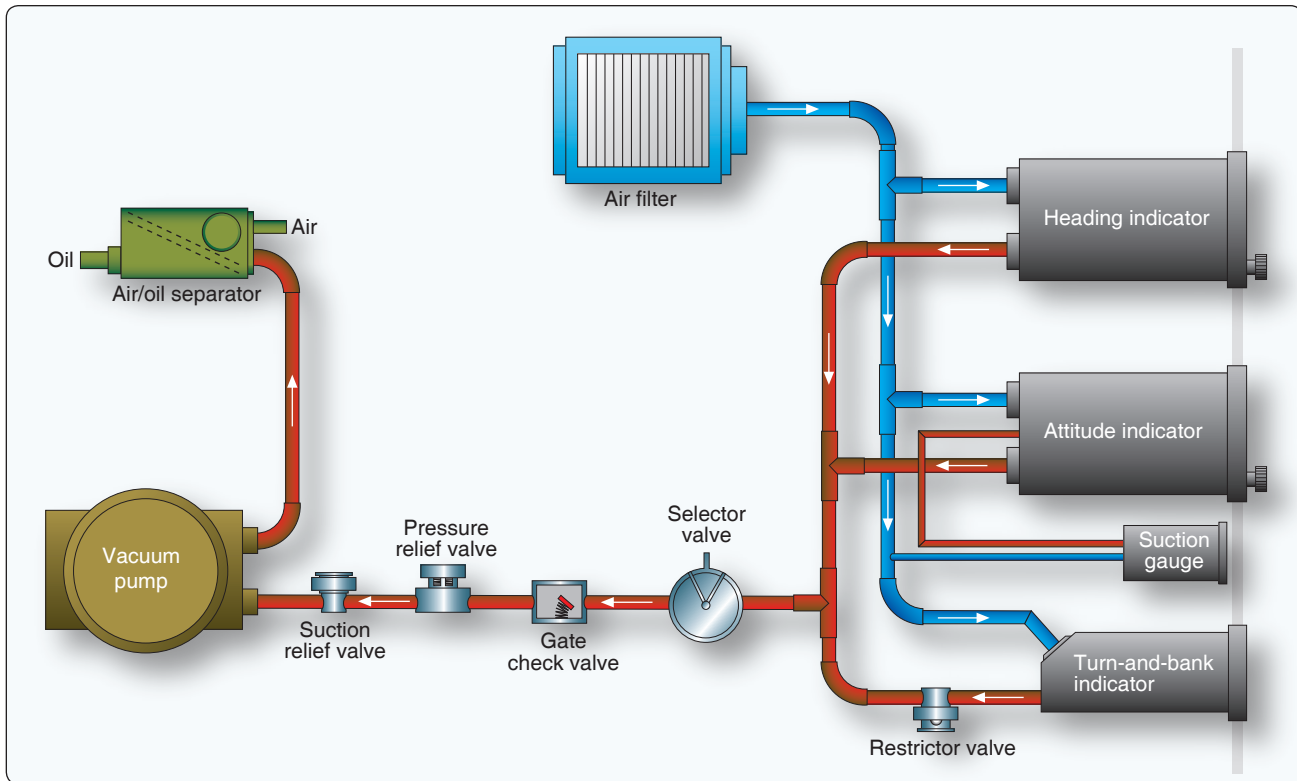 Air filter
Heading indicator
Air
Oil
Air/oil separator
Attitude indicator
Selector
valve
Pressure
relief valve
Suction
gauge
Vacuum
pump
Suction
relief valve
Gate
check valve
Turn-and-bank
indicator
Restrictor valve